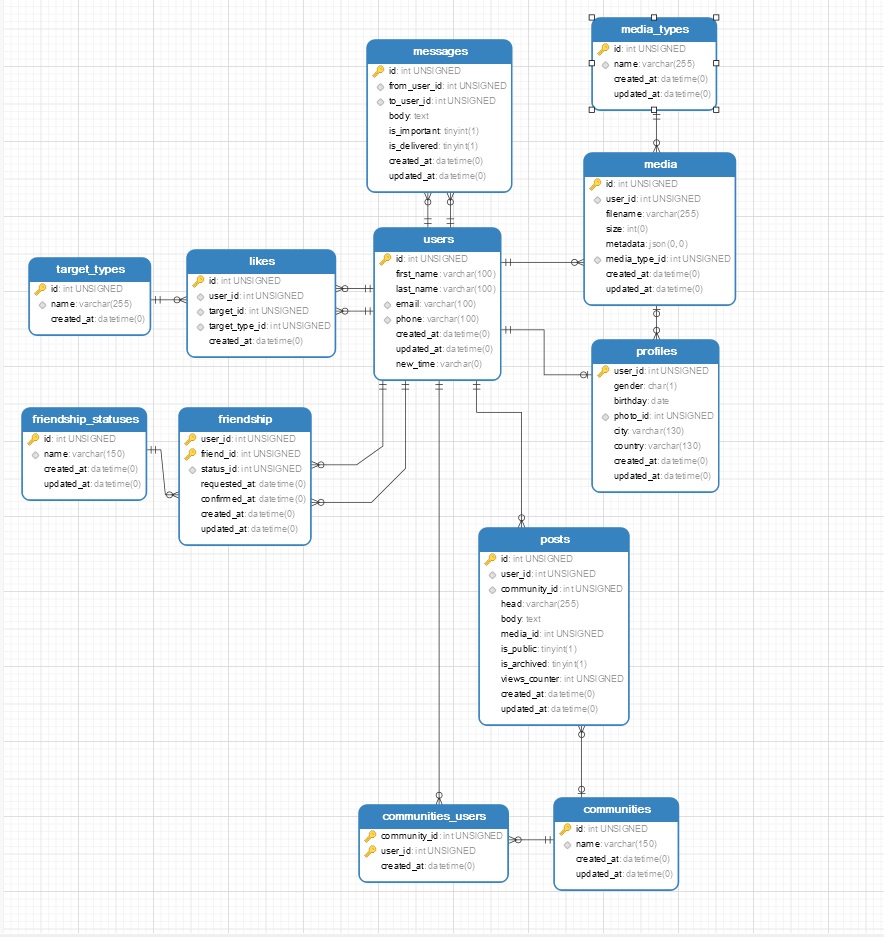 media_types
id: int UNSIGNED
name: varchar(255)
created_at: datetime(0)
updated_at: datetime(0)
messages
id: int UNSIGNED
from_user_id: int UNSIGNED
to_user_id: int UNSIGNED
body: text
is_important: tinyint(1)
is_delivered: tinyint(1)
created_at: datetime(0)
updated_at: datetime(0)
media
id: int UNSIGNED
user_id: int UNSIGNED
filename: varchar(255)
size: int(0)
metadata: json(0, 0)
media_type_id: int UNSIGNED
created_at: datetime(0)
updated_at: datetime(0)
target_types
id: int UNSIGNED
name: varchar(255)
created_at: datetime(0)
likes
id: int UNSIGNED
user_id: int UNSIGNED
target_id: int UNSIGNED
target_type_id: int UNSIGNED
created_at: datetime(0)
users
id: int UNSIGNED
first_name: varchar(100)
last_name: varchar(100)
email: varchar(100)
phone: varchar(100)
created_at: datetime(0)
updated_at: datetime(0)
new_time: varchar(0)
profiles
user_id: int UNSIGNED
gender: char(1)
birthday: date
photo_id: int UNSIGNED
city: varchar(130)
country: varchar(130)
created_at: datetime(0)
updated_at: datetime(0)
friendship_statuses
id: int UNSIGNED
name: varchar(150)
created_at: datetime(0)
updated_at: datetime(0)
friendship
user_id: int UNSIGNED
friend_id: int UNSIGNED
status_id: int UNSIGNED
requested_at: datetime(0)
confirmed_at: datetime(0)
created_at: datetime(0)
updated_at: datetime(0)
posts
id: int UNSIGNED
user_id: int UNSIGNED
community_id: int UNSIGNED
head: varchar(255)
body: text
media_id: int UNSIGNED
is_public: tinyint(1)
is_archived: tinyint(1)
views_counter: int UNSIGNED
created_at: datetime(0)
updated_at: datetime(0)
communities_users
community_id: int UNSIGNED
user_id: int UNSIGNED
created_at: datetime(0)
communities
id: int UNSIGNED
name: varchar(150)
created_at: datetime(0)
updated_at: datetime(0)